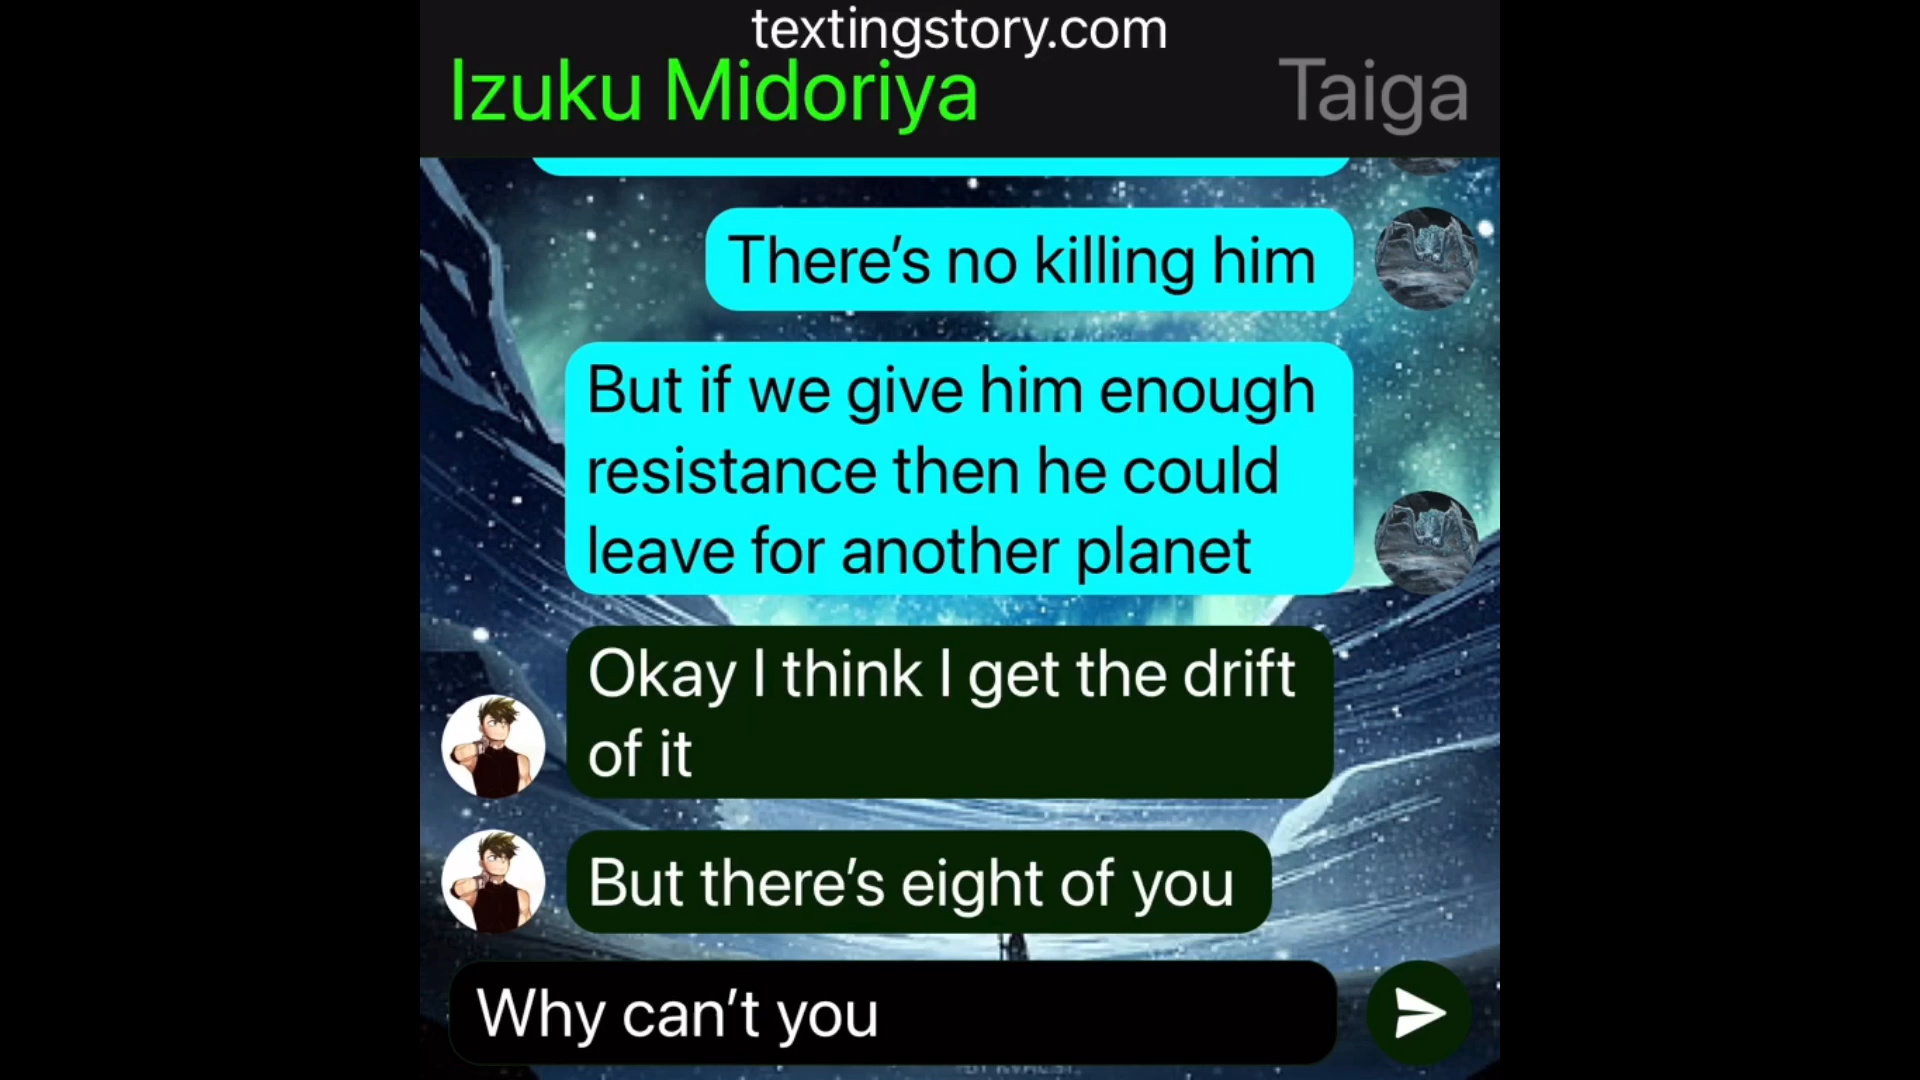 textingstory.com
Izuku Midoriya
Taiga
There’s no killing him
But if we give him enough
resistance then he could
leave for another planet
Okay I think I get the drift
of it
But there’s eight of you
Why can’t you